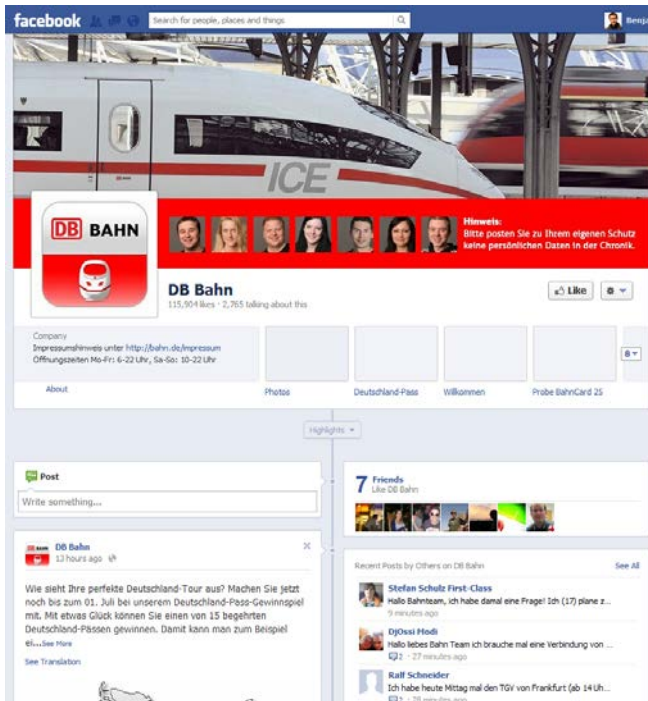 facebook
Search for people, places and things
Benja
ICE
DB BAHN
Hinweis:
Bitte posten Sie zu Ihrem eigenen Schutz
keine persönlichen Daten in der Chronik.
DB Bahn
115,904 likes · 2,765 talking about this
Like
Company
Impressumshinweis unter http://bahn.de/impressum
Öffnungszeiten Mo-Fr: 6-22 Uhr, Sa-So: 10-22 Uhr
8
About
Photos
Deutschland-Pass
Willkommen
Probe BahnCard 25
Highlights
Post
Write something...
7 Friends
Like DB Bahn
DB Bahn
13 hours ago
Wie sieht Ihre perfekte Deutschland-Tour aus? Machen Sie jetzt
noch bis zum 01. Juli bei unserem Deutschland-Pass-Gewinnspiel
mit. Mit etwas Glück können Sie einen von 15 begehrten
Deutschland-Pässen gewinnen. Damit kann man zum Beispiel
ei...See More
See Translation
Recent Posts by Others on DB Bahn
See All
Stefan Schulz First-Class
Hallo Bahnteam, ich habe damal eine Frage! Ich (17) plane z...
9 minutes ago
DjOssi Hodi
Hallo liebes Bahn Team ich brauche mal eine Verbindung von ...
2 · 27 minutes ago
Ralf Schneider
Ich habe heute Mittag mal den TGV von Frankfurt (ab 14 Uh...
2 · 28 minutes ago